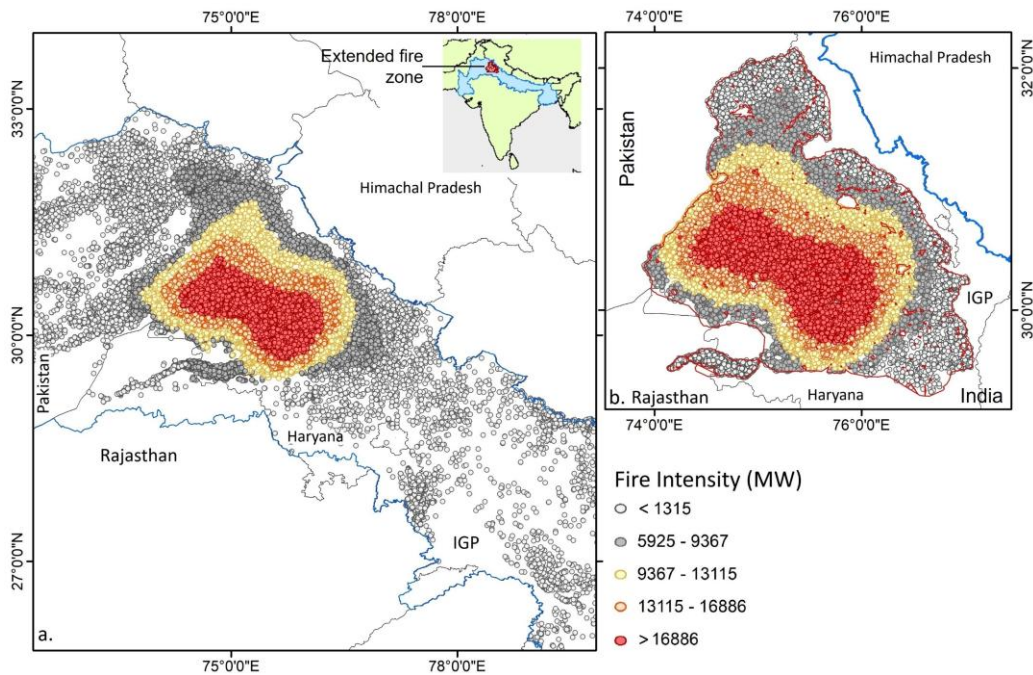 75°0'0"E
78°0'0"E
Extended fire
zone
33°0'0"N
30°0'0"N
27°0'0"N
Himachal Pradesh
Pakistan
Rajasthan
Haryana
IGP
a.
75°0'0"E
78°0'0"E
74°0'0"E
76°0'0"E
Himachal Pradesh
32°0'0"N
30°0'0"N
Pakistan
IGP
b.
Rajasthan
Haryana
India
74°0'0"E
76°0'0"E
Fire Intensity (MW)
< 1315
5925 - 9367
9367 - 13115
13115 - 16886
> 16886